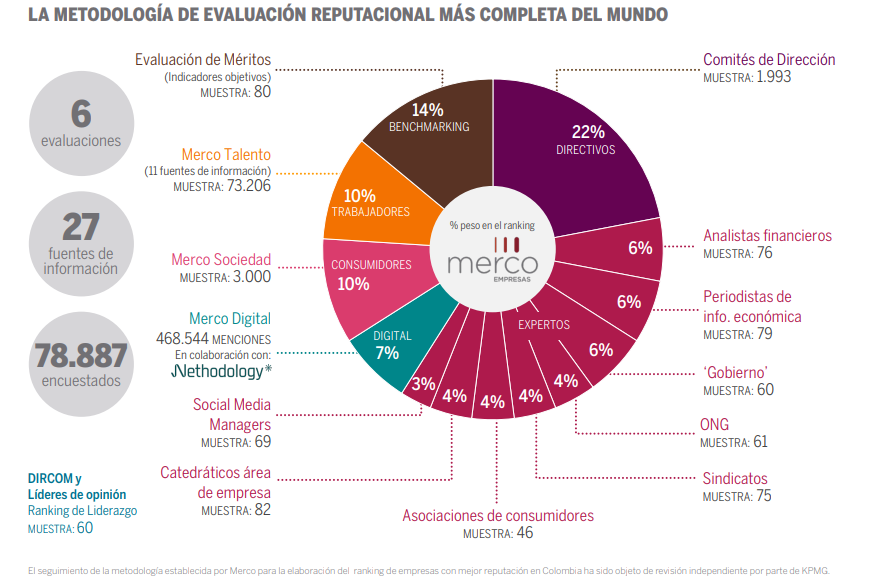 LA METODOLOGÍA DE EVALUACIÓN REPUTACIONAL MÁS COMPLETA DEL MUNDO
6
evaluaciones
27
fuentes de
información
78.887
encuestados
DIRCOM y
Líderes de opinión
Ranking de Liderazgo
MUESTRA: 60
Evaluación de Méritos
(Indicadores objetivos)
MUESTRA: 80
Merco Talento
(11 fuentes de información)
MUESTRA: 73.206
Merco Sociedad
MUESTRA: 3.000
Merco Digital
468.544 MENCIONES
En colaboración con:
Nethodology*
Social Media
Managers
MUESTRA: 69
Catedráticos área
de empresa
MUESTRA: 82
Asociaciones de consumidores
MUESTRA: 46
14%
BENCHMARKING
10%
TRABAJADORES
CONSUMIDORES
10%
DIGITAL
7%
3%
4%
4%
4%
4%
6%
6%
6%
EXPERTOS
22%
DIRECTIVOS
% peso en el ranking
merco
EMPRESAS
Comités de Dirección
MUESTRA: 1.993
Analistas financieros
MUESTRA: 76
Periodistas de
info. económica
MUESTRA: 79
‘Gobierno’
MUESTRA: 60
ONG
MUESTRA: 61
Sindicatos
MUESTRA: 75
El seguimiento de la metodología establecida por Merco para la elaboración del ranking de empresas con mejor reputación en Colombia ha sido objeto de revisión independiente por parte de KPMG.